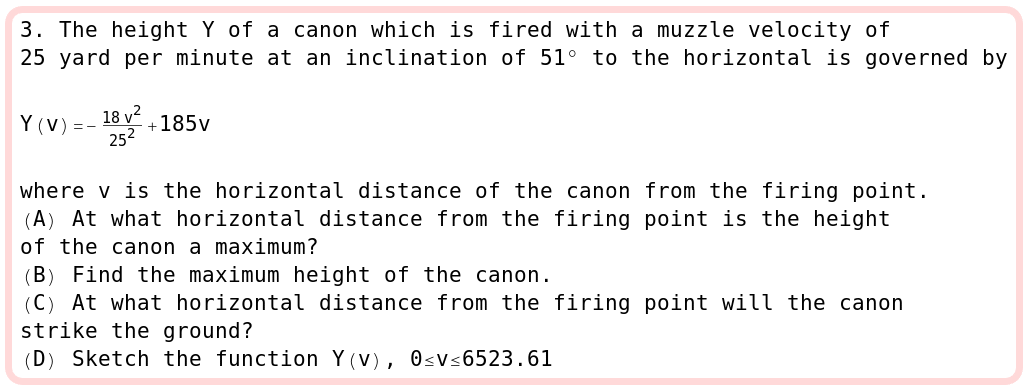 3. The height Y of a canon which is fired with a muzzle velocity of
25 yard per minute at an inclination of 51° to the horizontal is governed by
Y(v)=-\frac{18 v^2}{25^2}+185v
where v is the horizontal distance of the canon from the firing point.
(A) At what horizontal distance from the firing point is the height
of the canon a maximum?
(B) Find the maximum height of the canon.
(C) At what horizontal distance from the firing point will the canon
strike the ground?
(D) Sketch the function Y(v), 0≤v≤6523.61